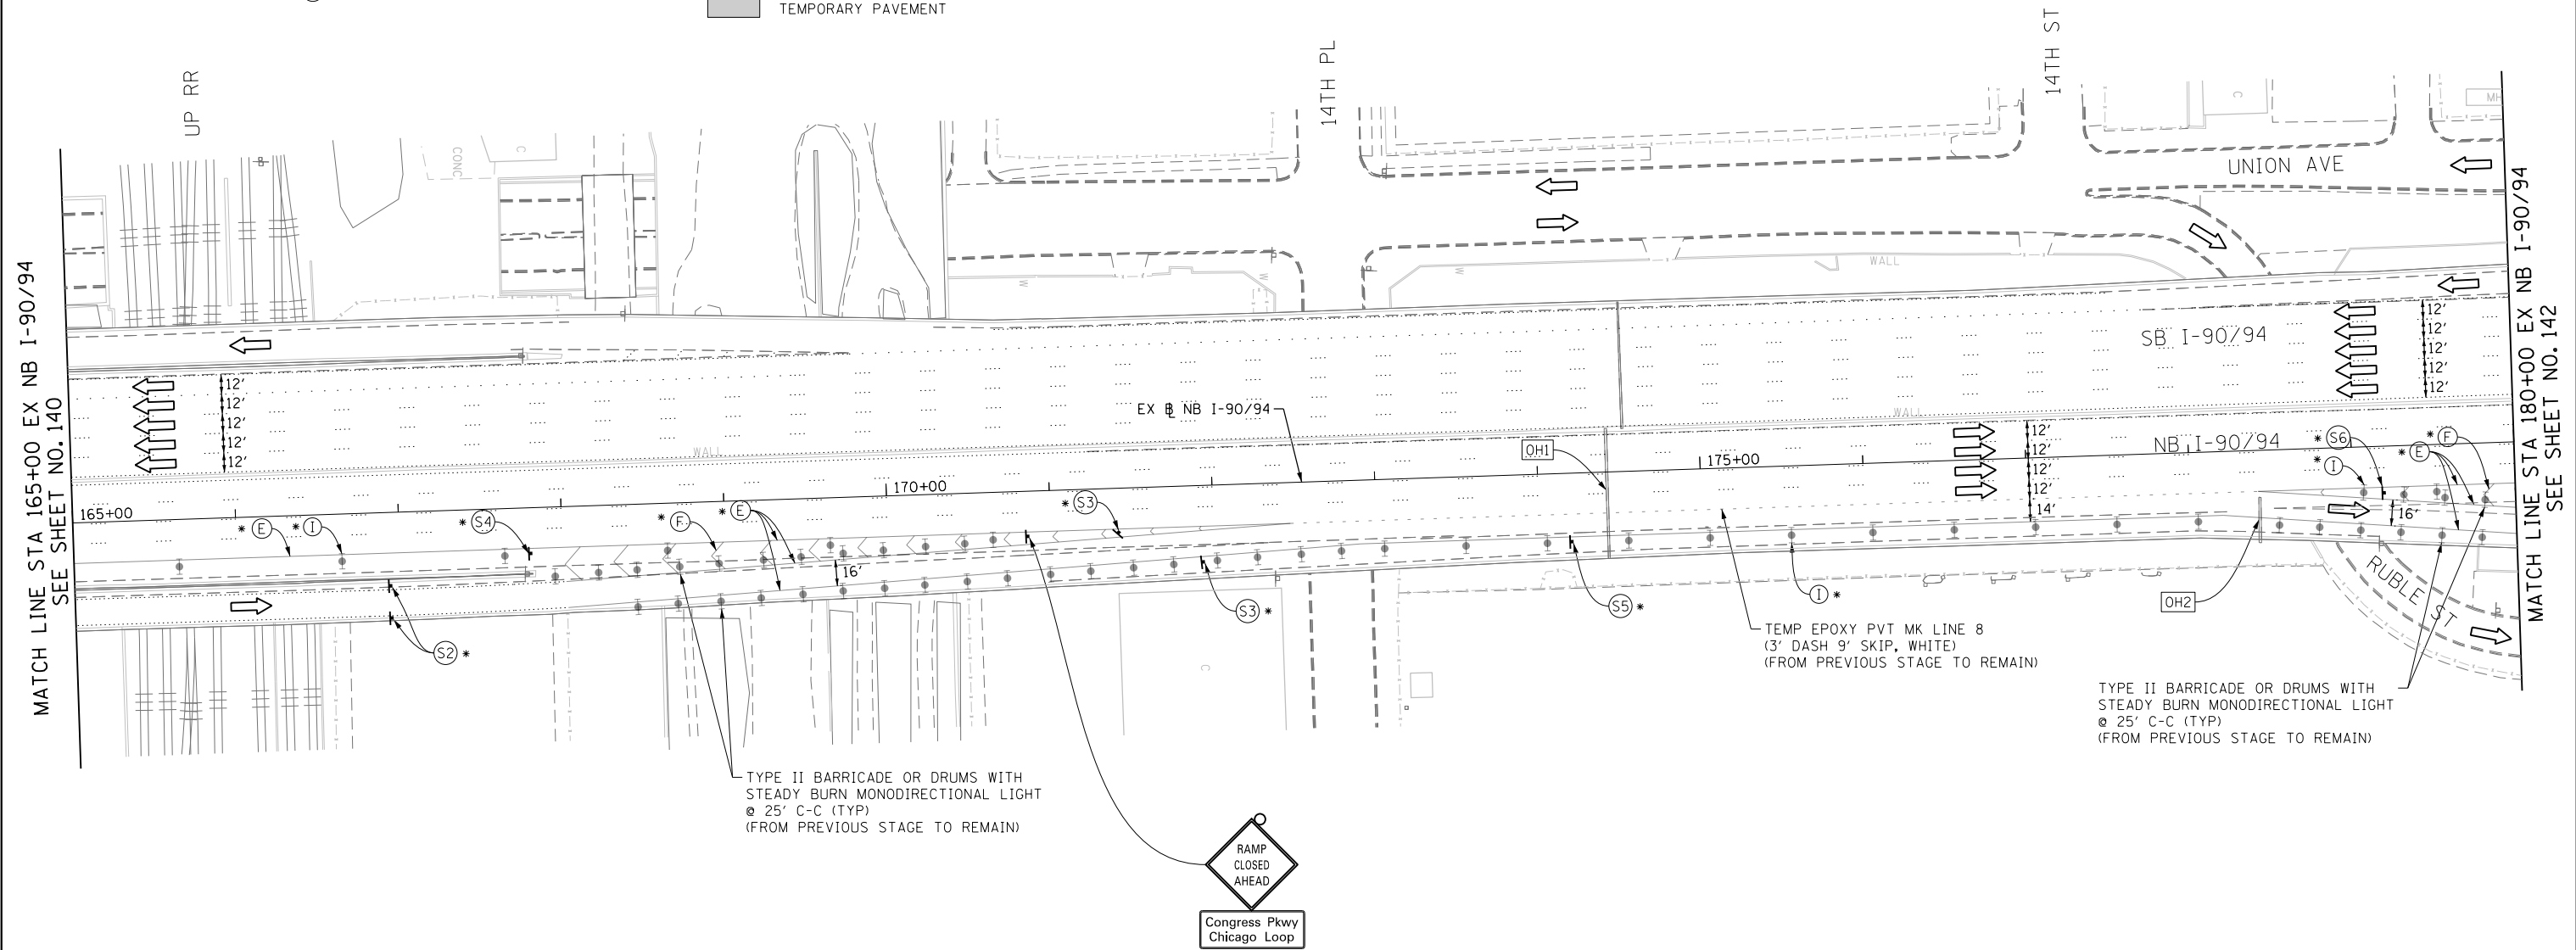 TEMPORARY PAVEMENT
UP RR
14TH PL
14TH ST
CONC
C
C
MH
UNION AVE
W
W
W
WALL
MATCH LINE STA 165+00 EX NB I-90/94
SEE SHEET NO. 140
MATCH LINE STA 180+00 EX NB I-90/94
SEE SHEET NO. 142
12'
12'
12'
12'
12'
SB I-90/94
12'
12'
12'
12'
12'
WALL
WALL
EX BL NB I-90/94
OH1
12'
12'
12'
12'
14'
NB I-90/94
165+00
170+00
175+00
* E
* I
* S4
* F
* E
* S3
16'
* S6
* I
* F
* E
16'
S2 *
S3 *
S5 *
I *
OH2
RUBLE ST
C
TEMP EPOXY PVT MK LINE 8
(3' DASH 9' SKIP, WHITE)
(FROM PREVIOUS STAGE TO REMAIN)
TYPE II BARRICADE OR DRUMS WITH
STEADY BURN MONODIRECTIONAL LIGHT
@ 25' C-C (TYP)
(FROM PREVIOUS STAGE TO REMAIN)
TYPE II BARRICADE OR DRUMS WITH
STEADY BURN MONODIRECTIONAL LIGHT
@ 25' C-C (TYP)
(FROM PREVIOUS STAGE TO REMAIN)
RAMP
CLOSED
AHEAD
Congress Pkwy
Chicago Loop